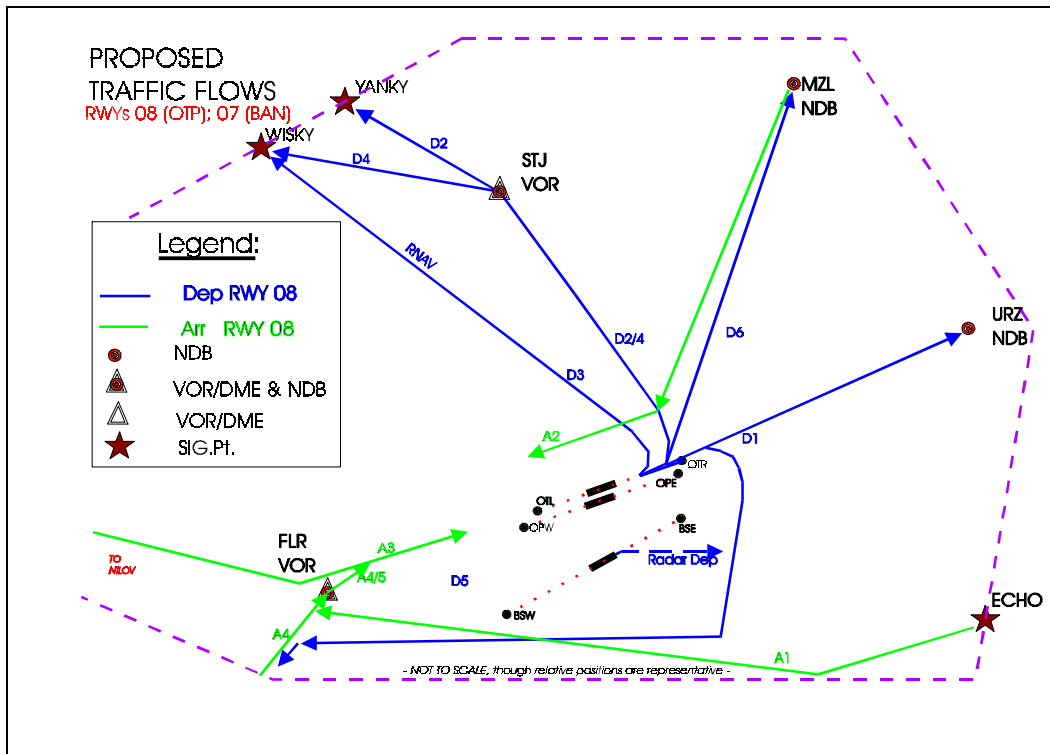 PROPOSED
TRAFFIC FLOWS
RWYs 08 (OTP); 07 (BAN)
YANKY
WISKY
MZL
NDB
D2
D4
STJ
VOR
RNAV
Legend:
Dep RWY 08
Arr RWY 08
NDB
VOR/DME & NDB
VOR/DME
SIG.Pt.
URZ
NDB
D2/4
D6
D3
D1
A2
OTR
OPE
OTL
OPW
BSE
FLR
VOR
A3
TO
NILOV
A4/5
D5
Radar Dep
BSW
ECHO
A4
A1
- NOT TO SCALE, though relative positions are representative -